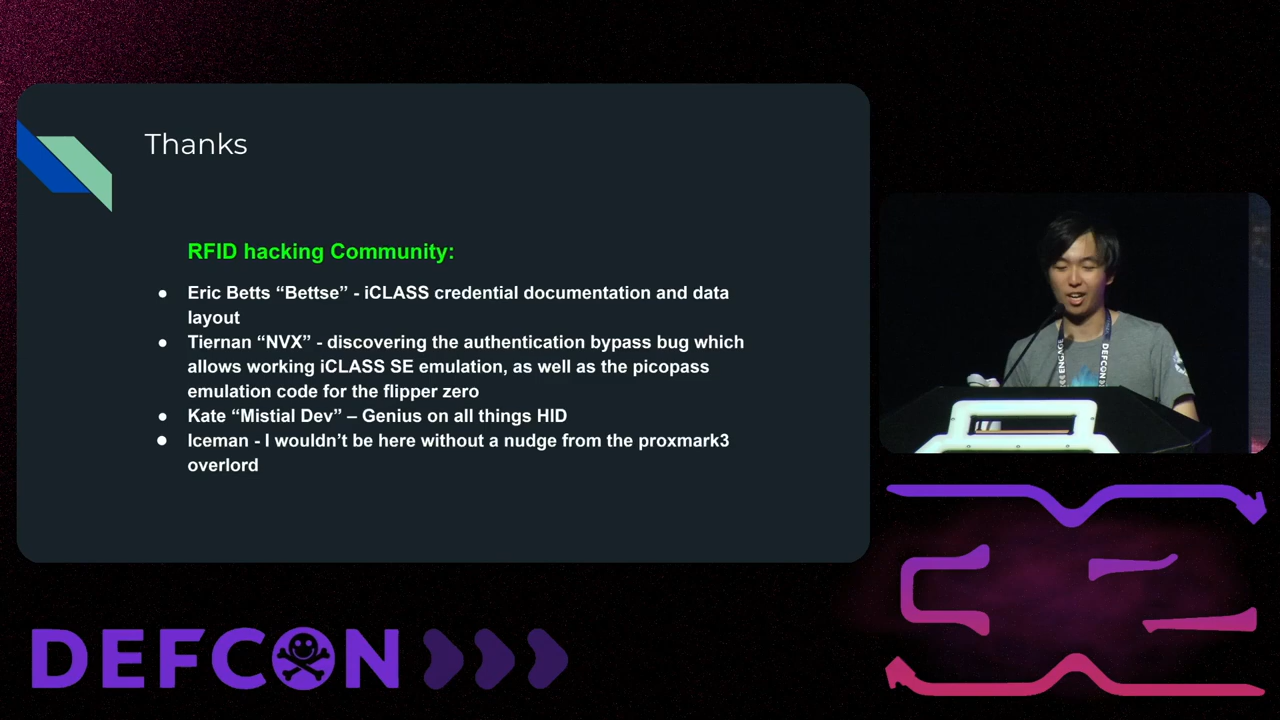 Thanks
RFID hacking Community:
● Eric Betts “Bettse” - iCLASS credential documentation and data
layout
● Tiernan “NVX” - discovering the authentication bypass bug which
allows working iCLASS SE emulation, as well as the picopass
emulation code for the flipper zero
● Kate “Mistial Dev” – Genius on all things HID
● Iceman - I wouldn’t be here without a nudge from the proxmark3
overlord
ENGAGE
DEFCON
DEFCON